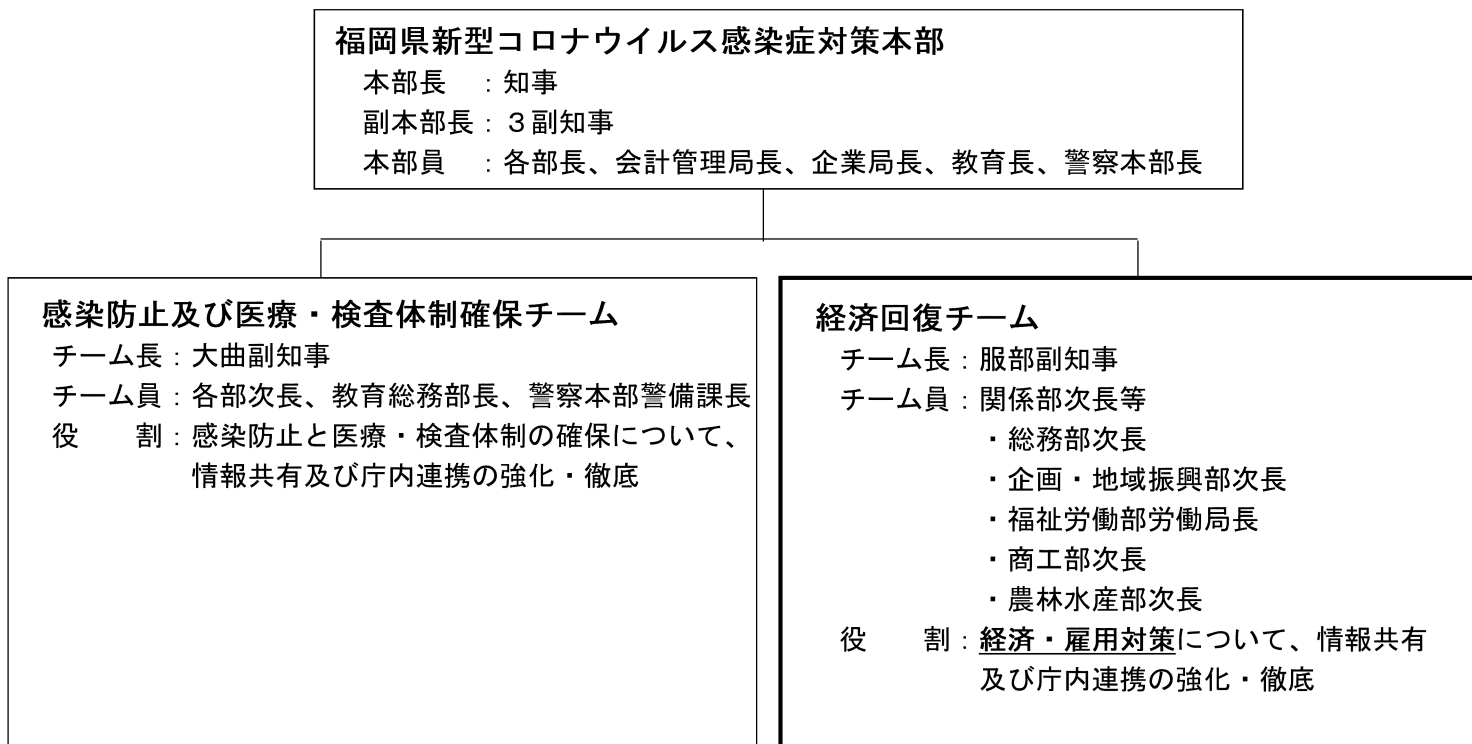 福岡県新型コロナウイルス感染症対策本部
本部長　：知事
副本部長：３副知事
本部員　：各部長、会計管理局長、企業局長、教育長、警察本部長
感染防止及び医療・検査体制確保チーム
チーム長：大曲副知事
チーム員：各部次長、教育総務部長、警察本部警備課長
役　　割：感染防止と医療・検査体制の確保について、
情報共有及び庁内連携の強化・徹底
経済回復チーム
チーム長：服部副知事
チーム員：関係部次長等
・総務部次長
・企画・地域振興部次長
・福祉労働部労働局長
・商工部次長
・農林水産部次長
役　　割：経済・雇用対策について、情報共有
及び庁内連携の強化・徹底